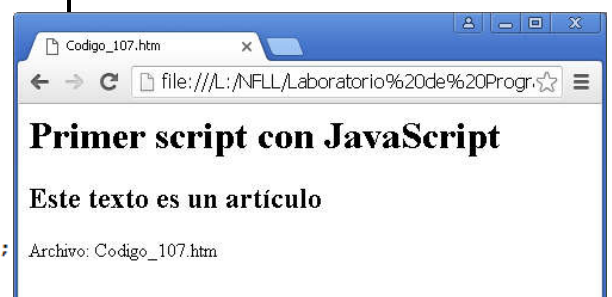 Codigo_107.htm
file:///L:/NFLL/Laboratorio%20de%20Progr
Primer script con JavaScript
Este texto es un artículo
;
Archivo: Codigo_107.htm